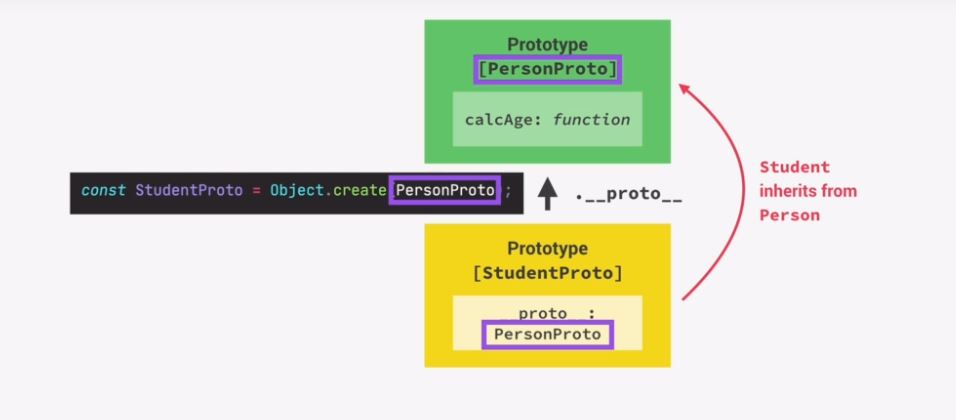 Prototype
[PersonProto]
calcAge: function
const StudentProto = Object.create(PersonProto);
.__proto__
Student
inherits from
Person
Prototype
[StudentProto]
__proto__:
PersonProto